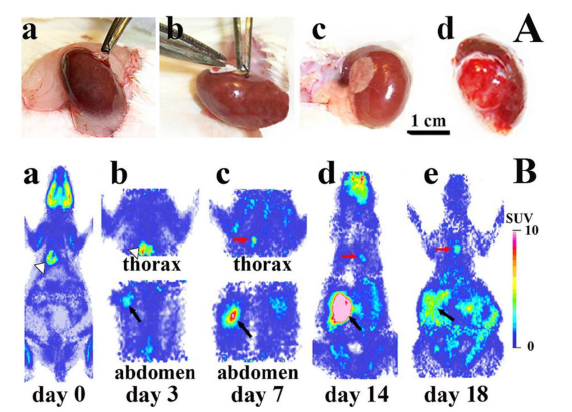 a b c d A
1 cm
a b c d e B
SUV
10
thorax thorax
0
abdomen abdomen
day 0 day 3 day 7 day 14 day 18